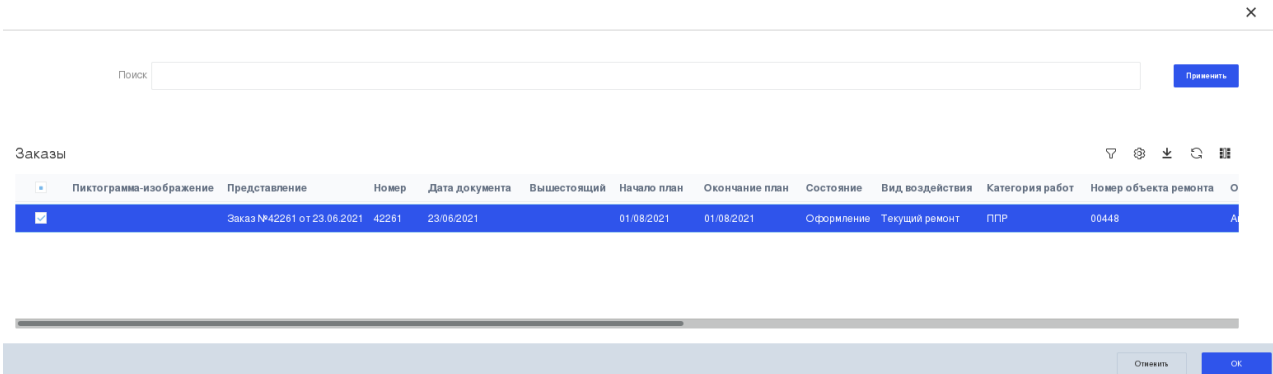 Поиск
Применить
Заказы
Пиктограмма-изображение Представление Номер Дата документа Вышестоящий Начало план Окончание план Состояние Вид воздействия Категория работ Номер объекта ремонта О
Заказ №42261 от 23.06.2021 42261 23/06/2021 01/08/2021 01/08/2021 Оформление Текущий ремонт ППР 00448
Отменить ОК